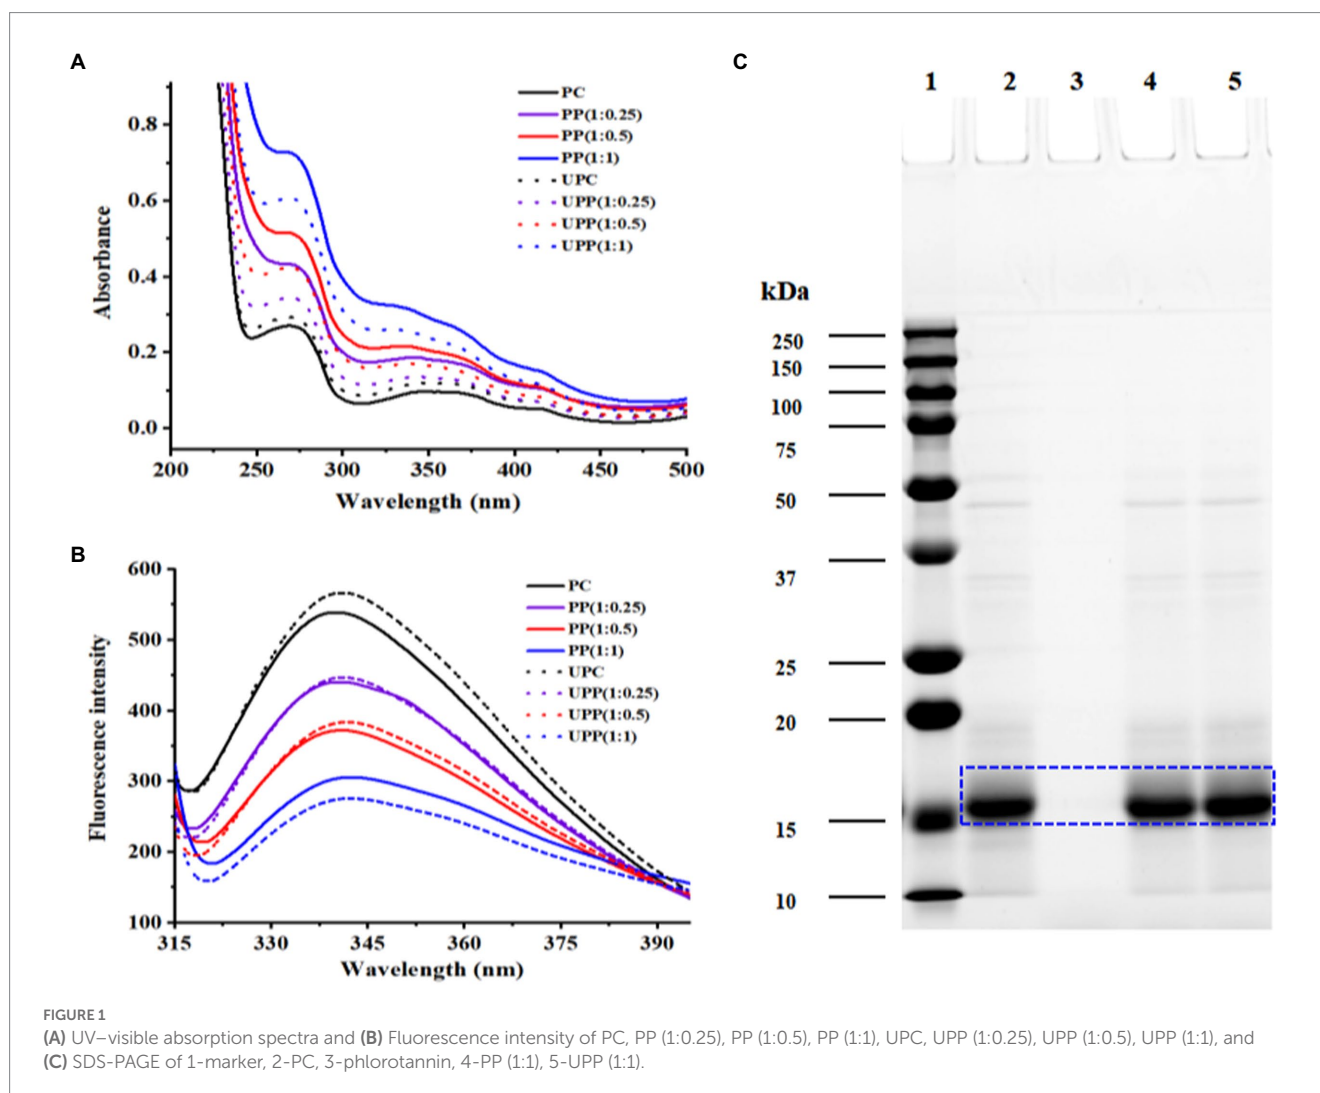 A
PC
PP(1:0.25)
PP(1:0.5)
PP(1:1)
UPC
UPP(1:0.25)
UPP(1:0.5)
UPP(1:1)
0.8
0.6
0.4
0.2
0.0
Absorbance
200 250 300 350 400 450 500
Wavelength (nm)
B
600
500
400
300
200
100
Fluorescence intensity
PC
PP(1:0.25)
PP(1:0.5)
PP(1:1)
UPC
UPP(1:0.25)
UPP(1:0.5)
UPP(1:1)
315 330 345 360 375 390
Wavelength (nm)
C
1 2 3 4 5
kDa
250
150
100
75
50
37
25
20
15
10
FIGURE 1
(A) UV–visible absorption spectra and (B) Fluorescence intensity of PC, PP (1:0.25), PP (1:0.5), PP (1:1), UPC, UPP (1:0.25), UPP (1:0.5), UPP (1:1), and
(C) SDS-PAGE of 1-marker, 2-PC, 3-phlorotannin, 4-PP (1:1), 5-UPP (1:1).